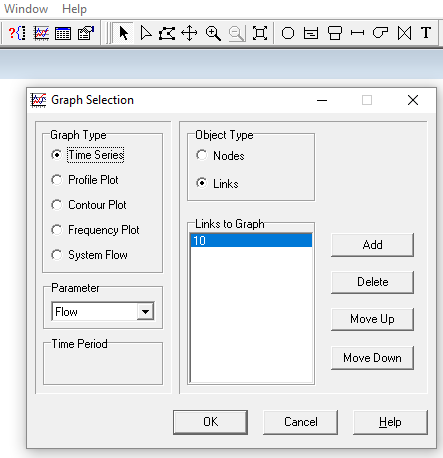 Window Help
?{} T
Graph Selection
Graph Type
Time Series
Profile Plot
Contour Plot
Frequency Plot
System Flow
Parameter
Flow
Time Period
Object Type
Nodes
Links
Links to Graph
10
Add
Delete
Move Up
Move Down
OK Cancel Help